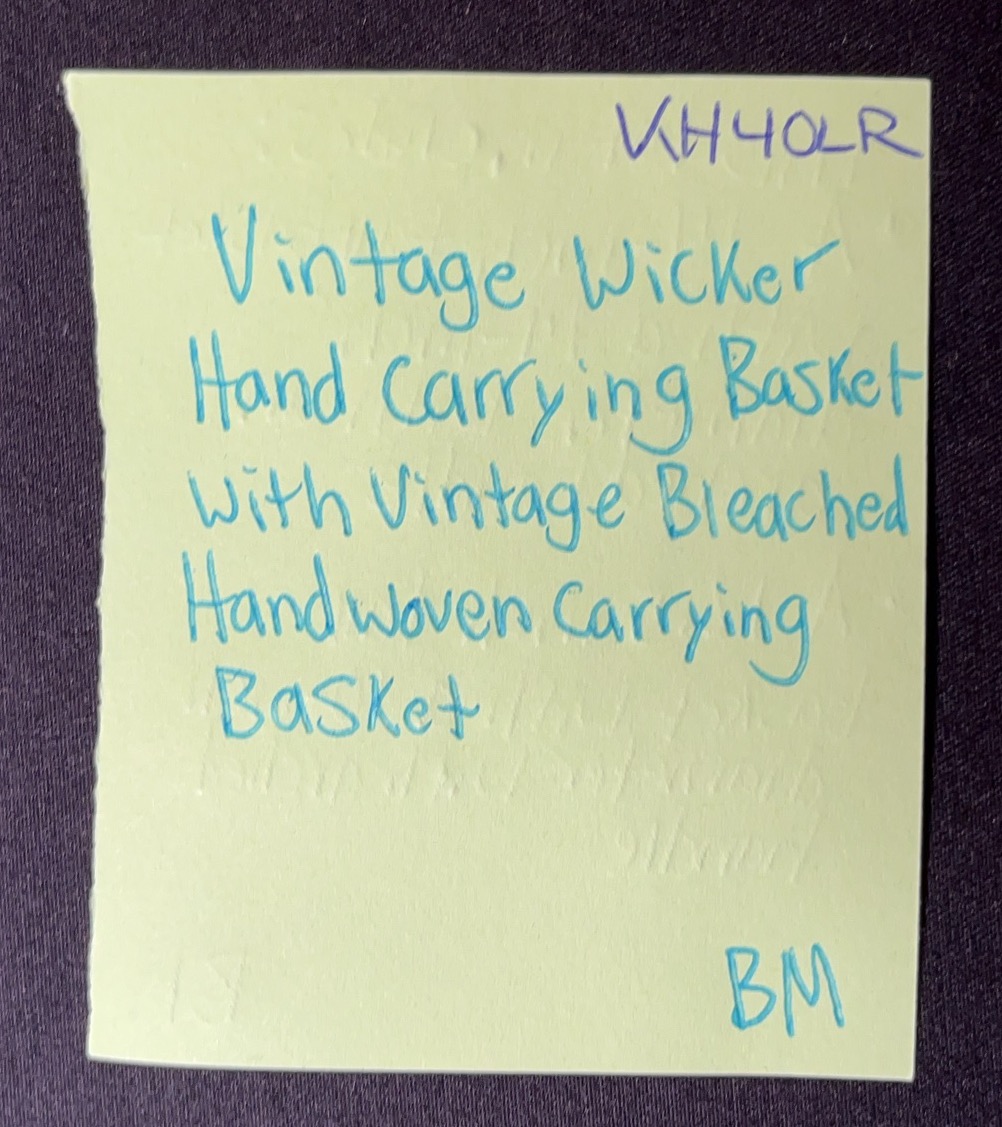 VH40LR
Vintage Wicker
Hand Carrying Basket
with Vintage Bleached
Handwoven Carrying
Basket
BM